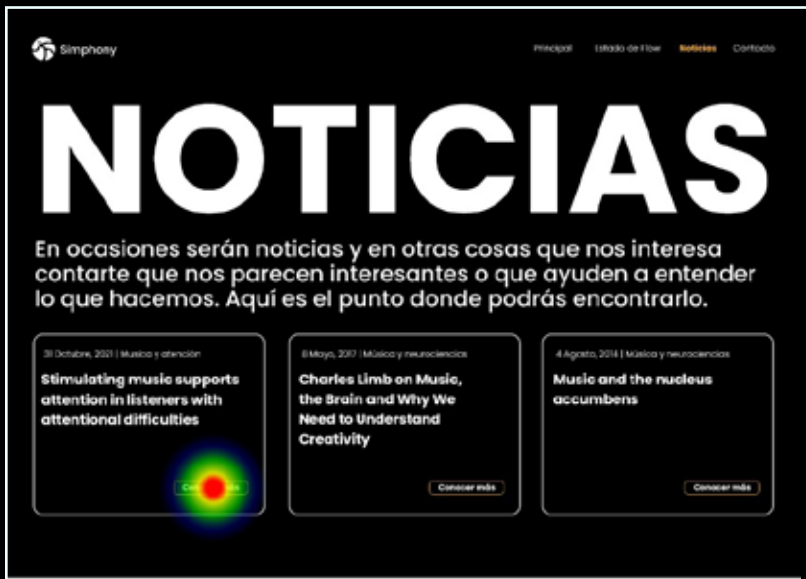 Simphony
Principal Estado de Flow Noticias Contacto
NOTICIAS
En ocasiones serán noticias y en otras cosas que nos interesa
contarte que nos parecen interesantes o que ayuden a entender
lo que hacemos. Aquí es el punto donde podrás encontrarlo.
31 Octubre, 2021 | Musica y atención
Stimulating music supports
attention in listeners with
attentional difficulties
8 Mayo, 2017 | Música y neurociencias
Charles Limb on Music,
the Brain and Why We
Need to Understand
Creativity
Conocer más
4 Agosto, 2014 | Música y neurociencias
Music and the nucleus
accumbens
Conocer más